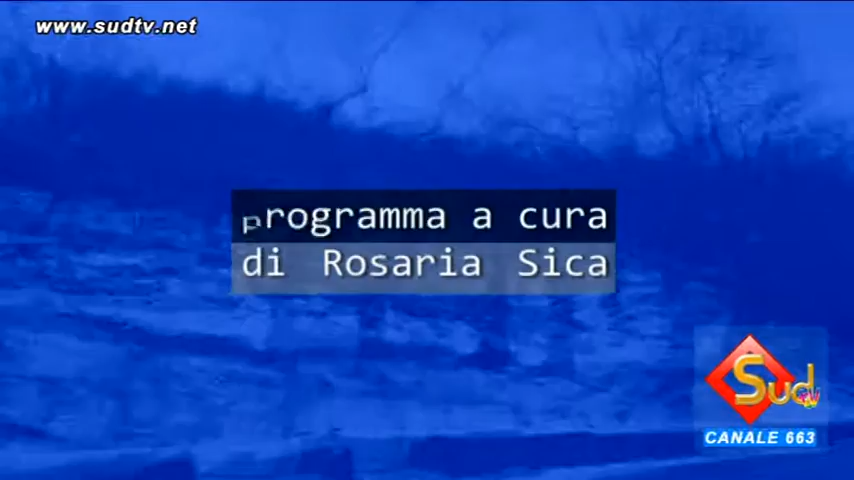 www.sudtv.net
programma a cura
di Rosaria Sica
Sud
TV
CANALE 663